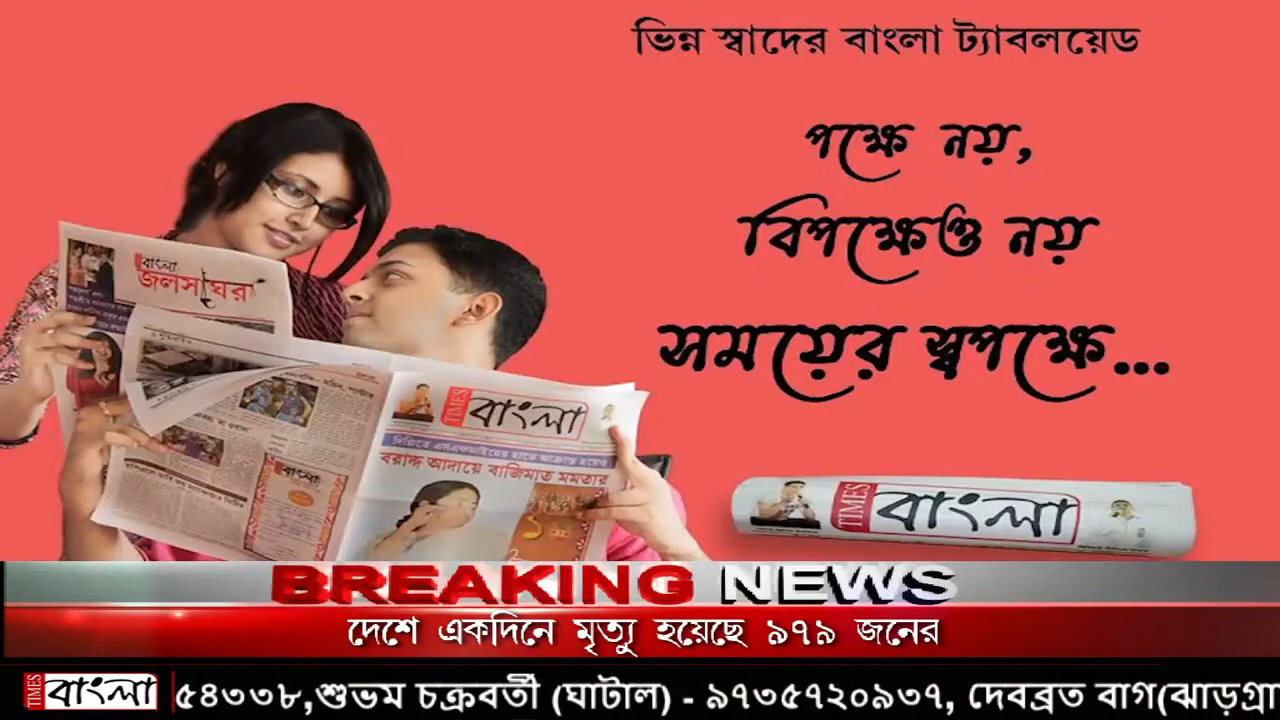 ভিন্ন স্বাদের বাংলা ট্যাবলয়েড
পক্ষে নয়,
বিপক্ষেও নয়
সময়ের স্বপক্ষে...
বাংলা
জলসাঘর
TIMES বাংলা
বরাদ্দ আদায়ে বাজিমাত মমতার
TIMES বাংলা
BREAKING NEWS
দেশে একদিনে মৃত্যু হয়েছে ৯৭৯ জনের
TIMES বাংলা
৫৪৩৩৮,শুভম চক্রবর্তী (ঘাটাল) - ৯৭৩৫৭২০৯৩৭, দেবব্রত বাগ(ঝাড়গ্রা